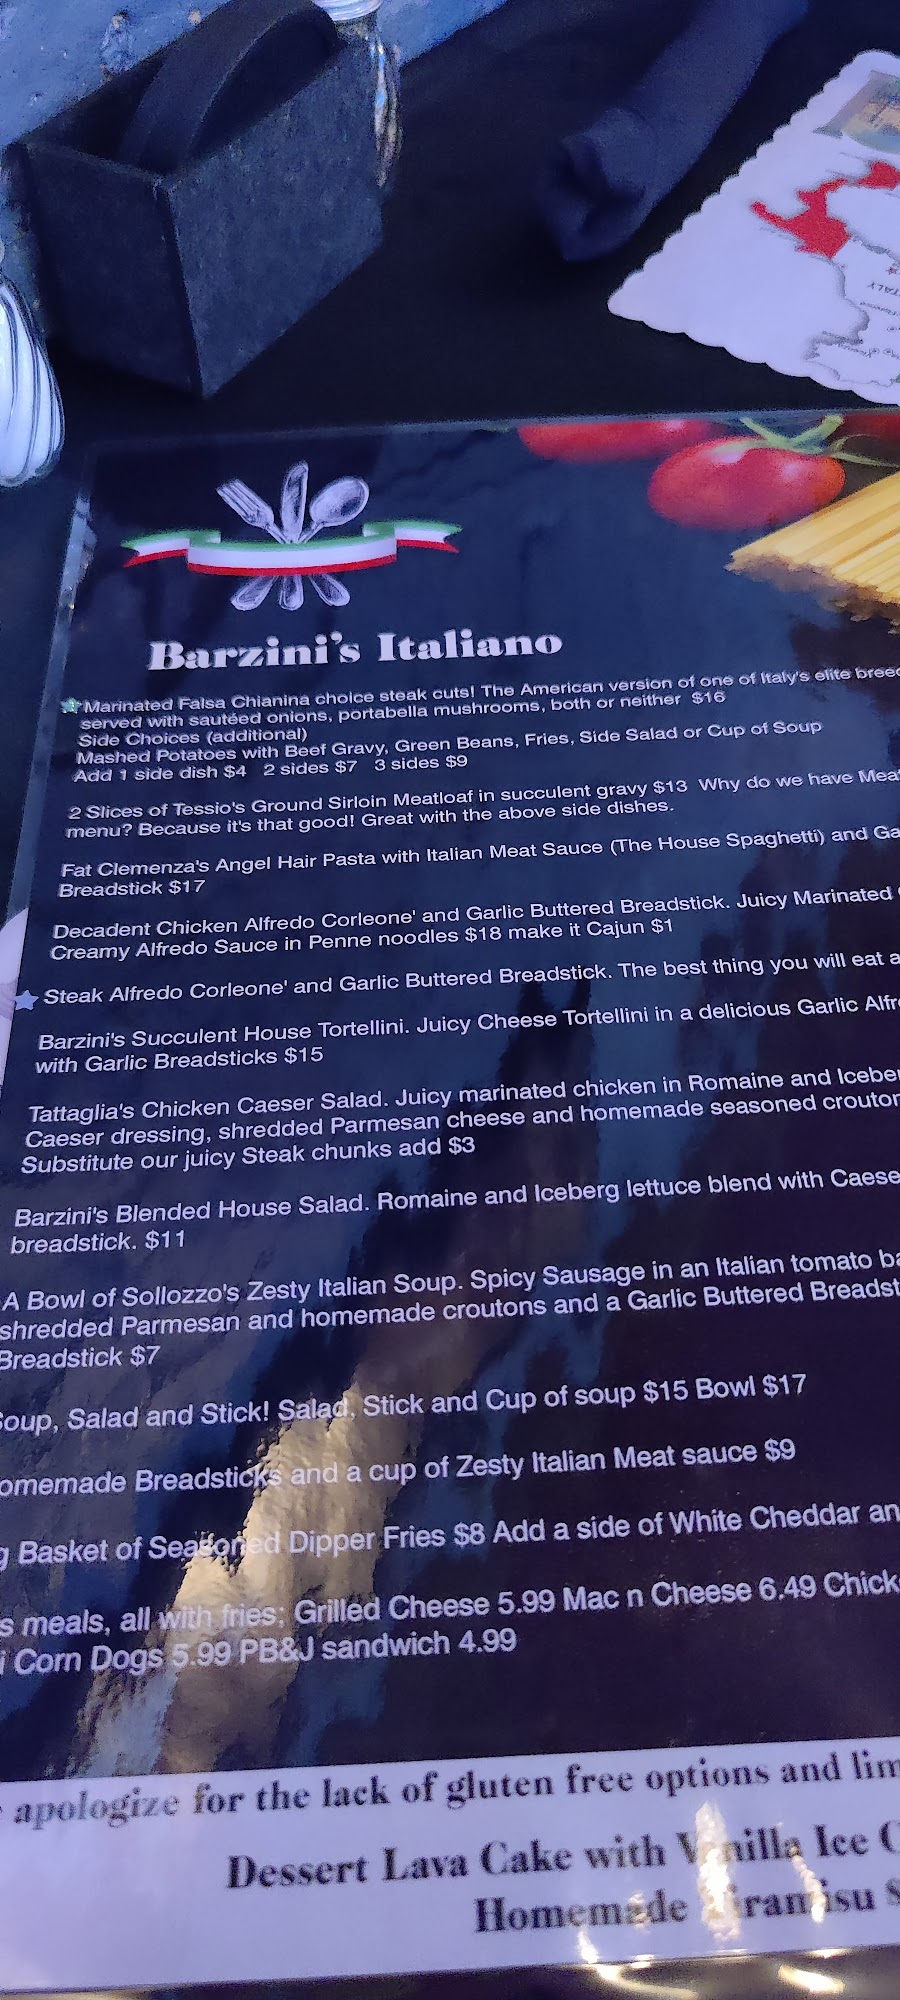 ITALY
Barzini's Italiano
Marinated Falsa Chianina choice steak cuts! The American version of one of Italy's elite
served with sautéed onions, portabella mushrooms, both or neither $16
Side Choices (additional)
Mashed Potatoes with Beef Gravy, Green Beans, Fries, Side Salad or Cup of Soup
Add 1 side dish $4 2 sides $7 3 sides $9
2 Slices of Tessio's Ground Sirloin Meatloaf in succulent gravy $13 Why do we have
menu? Because it's that good! Great with the above side dishes.
Fat Clemenza's Angel Hair Pasta with Italian Meat Sauce (The House Spaghetti) and
Breadstick $17
Decadent Chicken Alfredo Corleone' and Garlic Buttered Breadstick. Juicy Marinated
Creamy Alfredo Sauce in Penne noodles $18 make it Cajun $1
Steak Alfredo Corleone' and Garlic Buttered Breadstick. The best thing you will eat
Barzini's Succulent House Tortellini. Juicy Cheese Tortellini in a delicious Garlic
with Garlic Breadsticks $15
Tattaglia's Chicken Caeser Salad. Juicy marinated chicken in Romaine and
Caeser dressing, shredded Parmesan cheese and homemade seasoned
Substitute our juicy Steak chunks add $3
Barzini's Blended House Salad. Romaine and Iceberg lettuce blend with
breadstick. $11
A Bowl of Sollozzo's Zesty Italian Soup. Spicy Sausage in an Italian tomato
shredded Parmesan and homemade croutons and a Garlic Buttered
Breadstick $7
Soup, Salad and Stick! Salad, Stick and Cup of soup $15 Bowl $17
omemade Breadsticks and a cup of Zesty Italian Meat sauce $9
g Basket of Seasoned Dipper Fries $8 Add a side of White Cheddar
s meals, all with fries; Grilled Cheese 5.99 Mac n Cheese 6.49
i Corn Dogs 5.99 PB&J sandwich 4.99
apologize for the lack of gluten free options and
Dessert Lava Cake with Vanilla Ice
Homemade Tiramisu